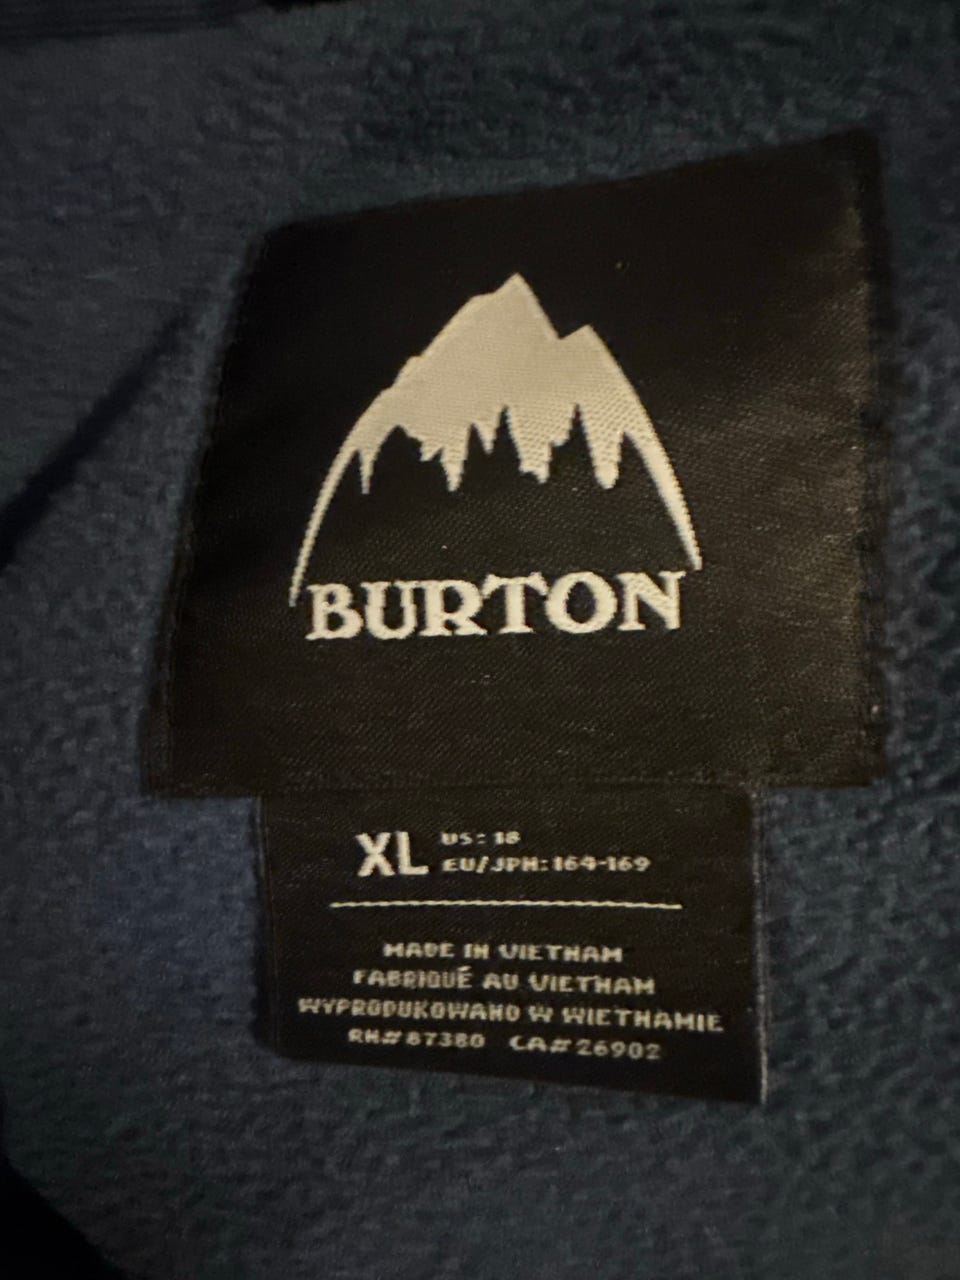 BURTON
XL US: 18
EU/JPN: 164-169
MADE IN VIETNAM
FABRIQUÉ AU VIETNAM
WYPRODUKOWANO W WIETNAMIE
RN#87380 CA#26902